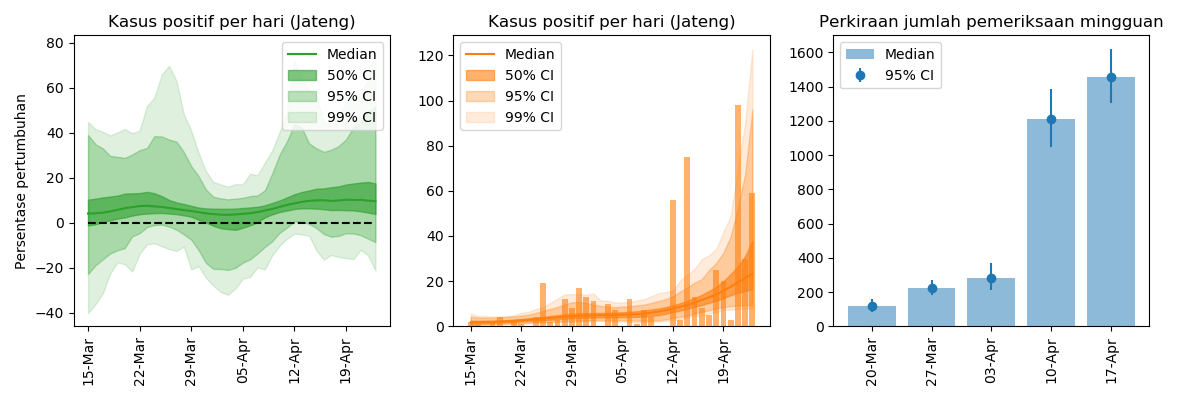 Kasus positif per hari (Jateng)
Persentase pertumbuhan
80
60
40
20
0
−20
−40
Median
50% CI
95% CI
99% CI
15-Mar
22-Mar
29-Mar
05-Apr
12-Apr
19-Apr
Kasus positif per hari (Jateng)
120
100
80
60
40
20
0
Median
50% CI
95% CI
99% CI
15-Mar
22-Mar
29-Mar
05-Apr
12-Apr
19-Apr
Perkiraan jumlah pemeriksaan mingguan
1600
1400
1200
1000
800
600
400
200
0
Median
95% CI
20-Mar
27-Mar
03-Apr
10-Apr
17-Apr